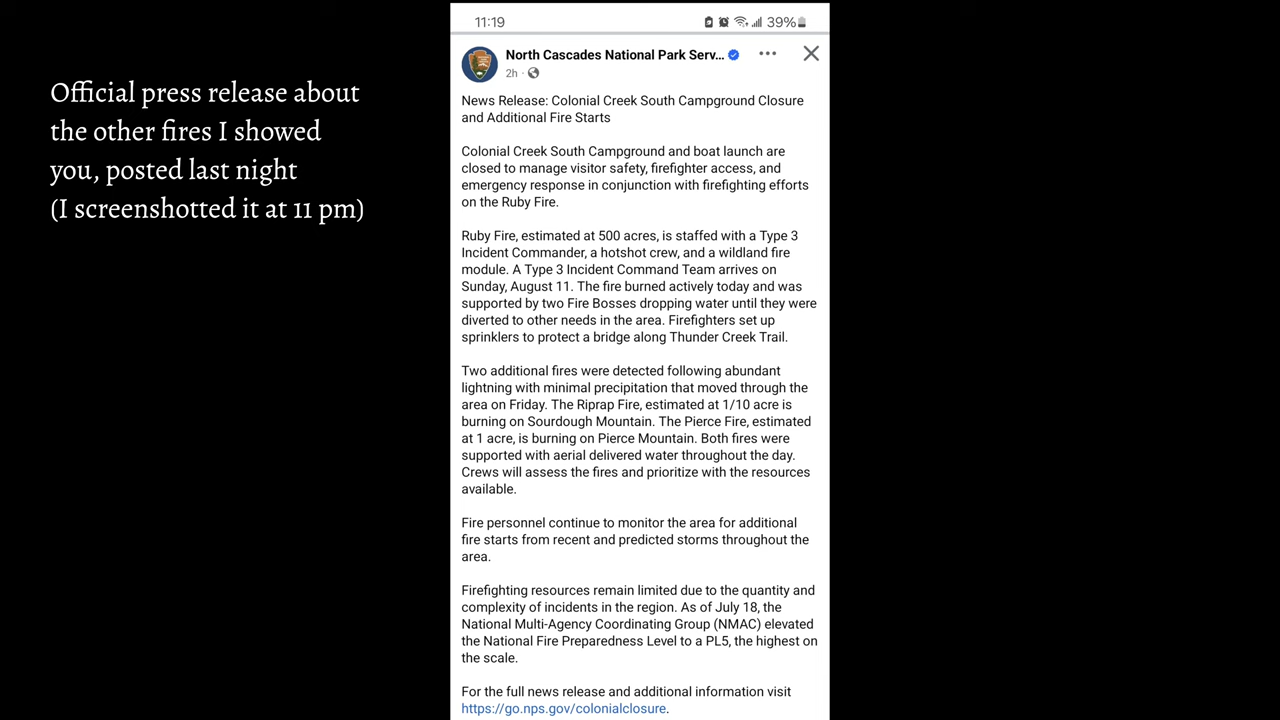 Official press release about
the other fires I showed
you, posted last night
(I screenshotted it at 11 pm)
11:19
39%
North Cascades National Park Serv...
2h ·
News Release: Colonial Creek South Campground Closure
and Additional Fire Starts
Colonial Creek South Campground and boat launch are
closed to manage visitor safety, firefighter access, and
emergency response in conjunction with firefighting efforts
on the Ruby Fire.
Ruby Fire, estimated at 500 acres, is staffed with a Type 3
Incident Commander, a hotshot crew, and a wildland fire
module. A Type 3 Incident Command Team arrives on
Sunday, August 11. The fire burned actively today and was
supported by two Fire Bosses dropping water until they were
diverted to other needs in the area. Firefighters set up
sprinklers to protect a bridge along Thunder Creek Trail.
Two additional fires were detected following abundant
lightning with minimal precipitation that moved through the
area on Friday. The Riprap Fire, estimated at 1/10 acre is
burning on Sourdough Mountain. The Pierce Fire, estimated
at 1 acre, is burning on Pierce Mountain. Both fires were
supported with aerial delivered water throughout the day.
Crews will assess the fires and prioritize with the resources
available.
Fire personnel continue to monitor the area for additional
fire starts from recent and predicted storms throughout the
area.
Firefighting resources remain limited due to the quantity and
complexity of incidents in the region. As of July 18, the
National Multi-Agency Coordinating Group (NMAC) elevated
the National Fire Preparedness Level to a PL5, the highest on
the scale.
For the full news release and additional information visit
https://go.nps.gov/colonialclosure.